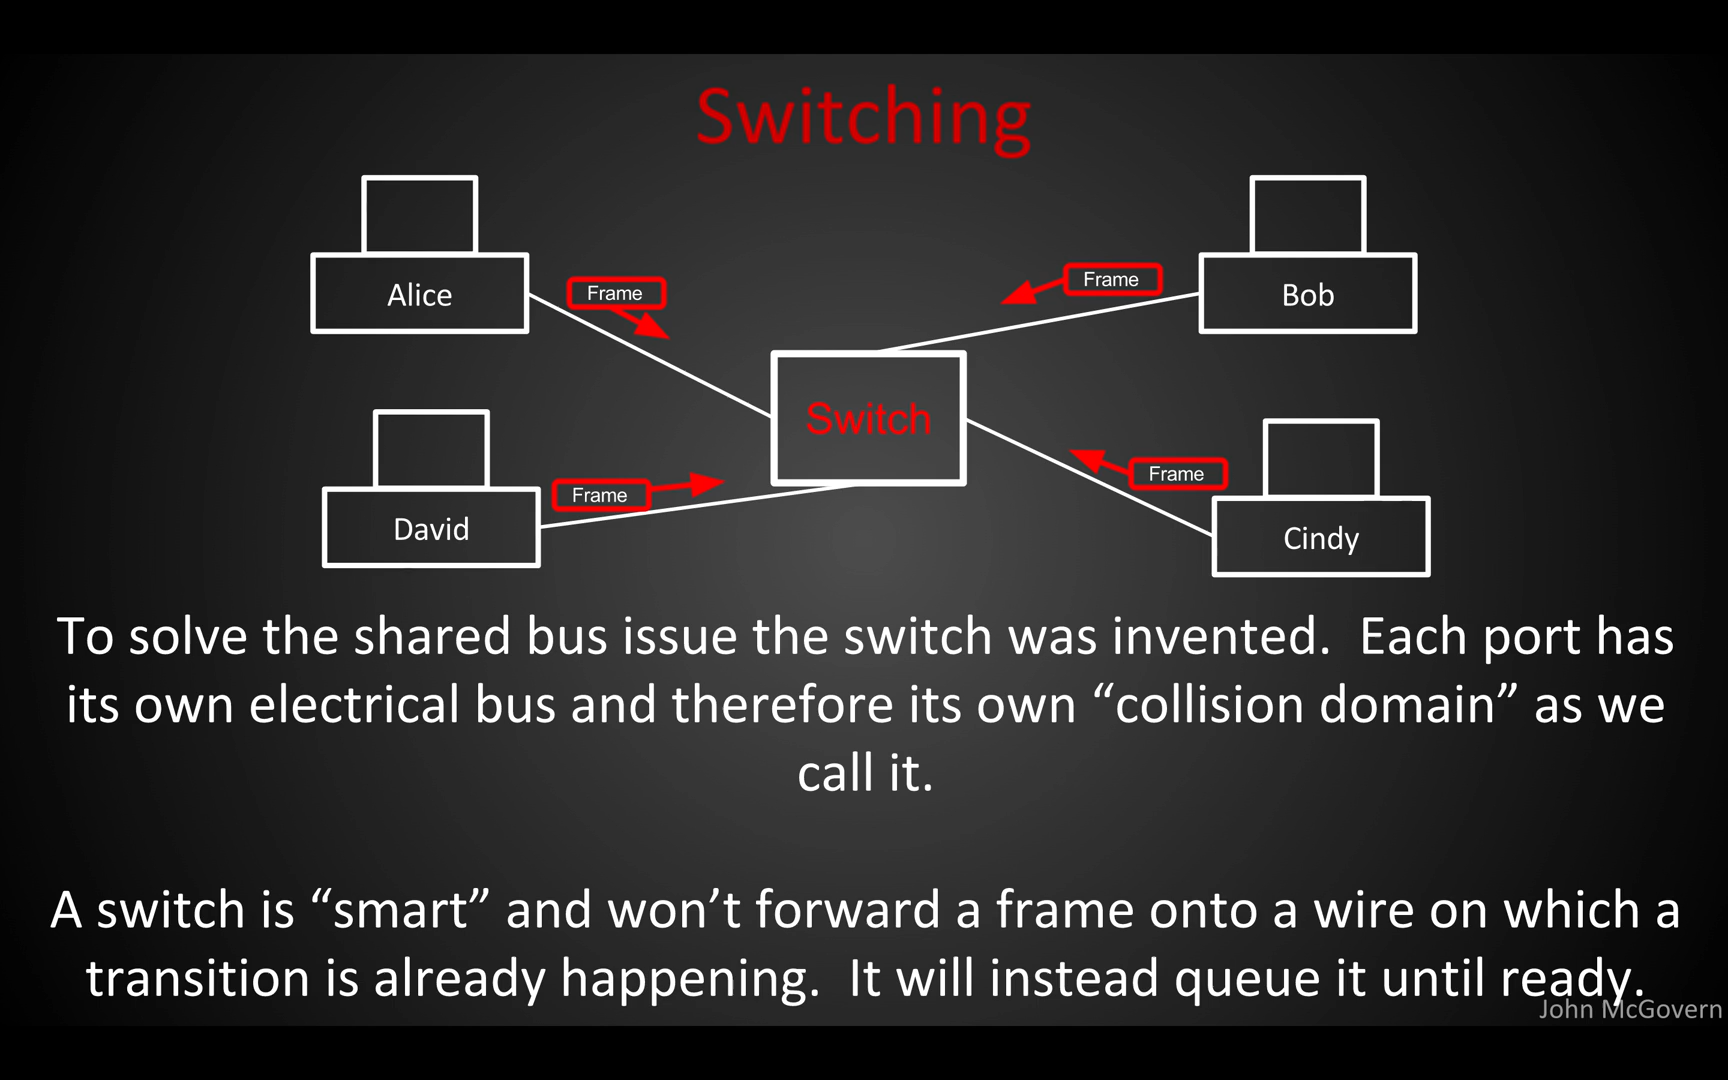 Switching
Alice
Frame
Frame
Bob
Switch
David
Frame
Frame
Cindy
To solve the shared bus issue the switch was invented.  Each port has
its own electrical bus and therefore its own “collision domain” as we
call it.
A switch is “smart” and won’t forward a frame onto a wire on which a
transition is already happening.  It will instead queue it until ready.
John McGovern